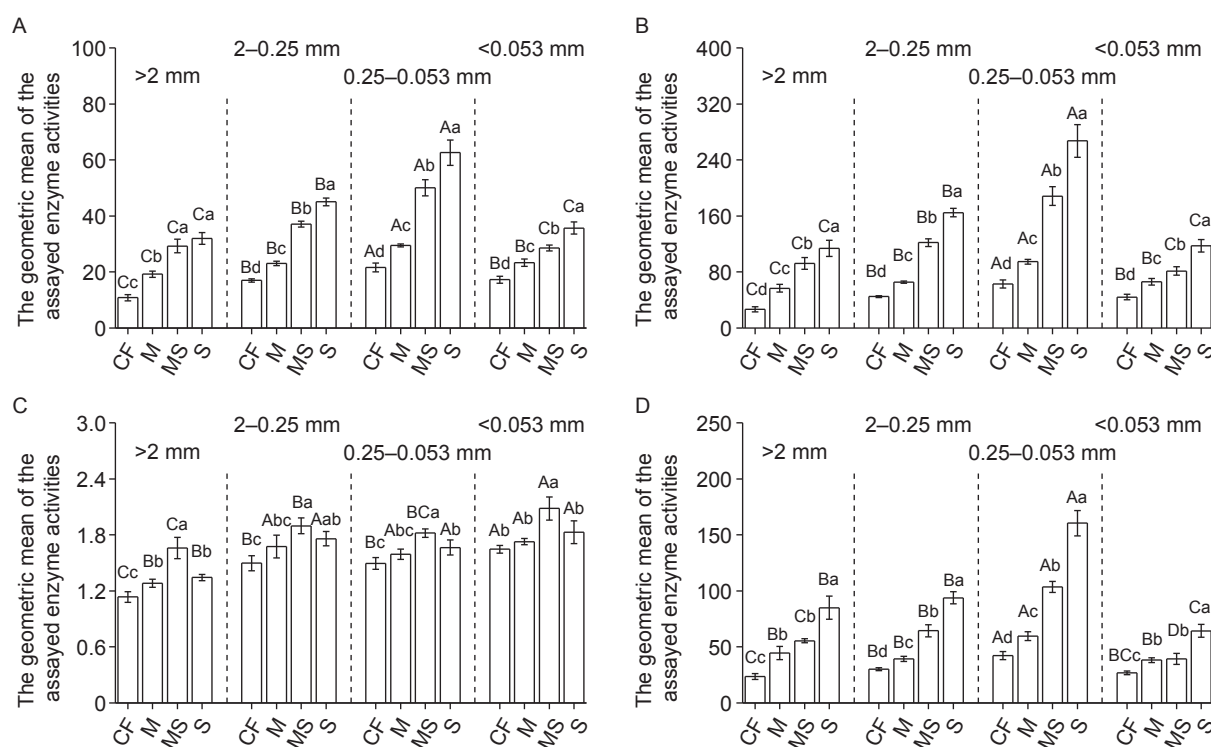 A
The geometric mean of the
assayed enzyme activities
100
80
60
40
20
0
>2 mm
2–0.25 mm
0.25–0.053 mm
<0.053 mm
Cc
Cb
Ca
Ca
Bd
Bc
Bb
Ba
Ad
Ac
Ab
Aa
Bd
Bc
Cb
Ca
CF
M
MS
S
CF
M
MS
S
CF
M
MS
S
CF
M
MS
S
B
The geometric mean of the
assayed enzyme activities
400
320
240
160
80
0
>2 mm
2–0.25 mm
0.25–0.053 mm
<0.053 mm
Cd
Cc
Cb
Ca
Bd
Bc
Bb
Ba
Ad
Ac
Ab
Aa
Bd
Bc
Cb
Ca
CF
M
MS
S
CF
M
MS
S
CF
M
MS
S
CF
M
MS
S
C
The geometric mean of the
assayed enzyme activities
3.0
2.4
1.8
1.2
0.6
0
>2 mm
2–0.25 mm
0.25–0.053 mm
<0.053 mm
Cc
Bb
Ca
Bb
Bc
Abc
Ba
Aab
Bc
Abc
BCa
Ab
Ab
Ab
Aa
Ab
CF
M
MS
S
CF
M
MS
S
CF
M
MS
S
CF
M
MS
S
D
The geometric mean of the
assayed enzyme activities
250
200
150
100
50
0
>2 mm
2–0.25 mm
0.25–0.053 mm
<0.053 mm
Cc
Bb
Cb
Ba
Bd
Bc
Bb
Ba
Ad
Ac
Ab
Aa
BCc
Bb
Db
Ca
CF
M
MS
S
CF
M
MS
S
CF
M
MS
S
CF
M
MS
S